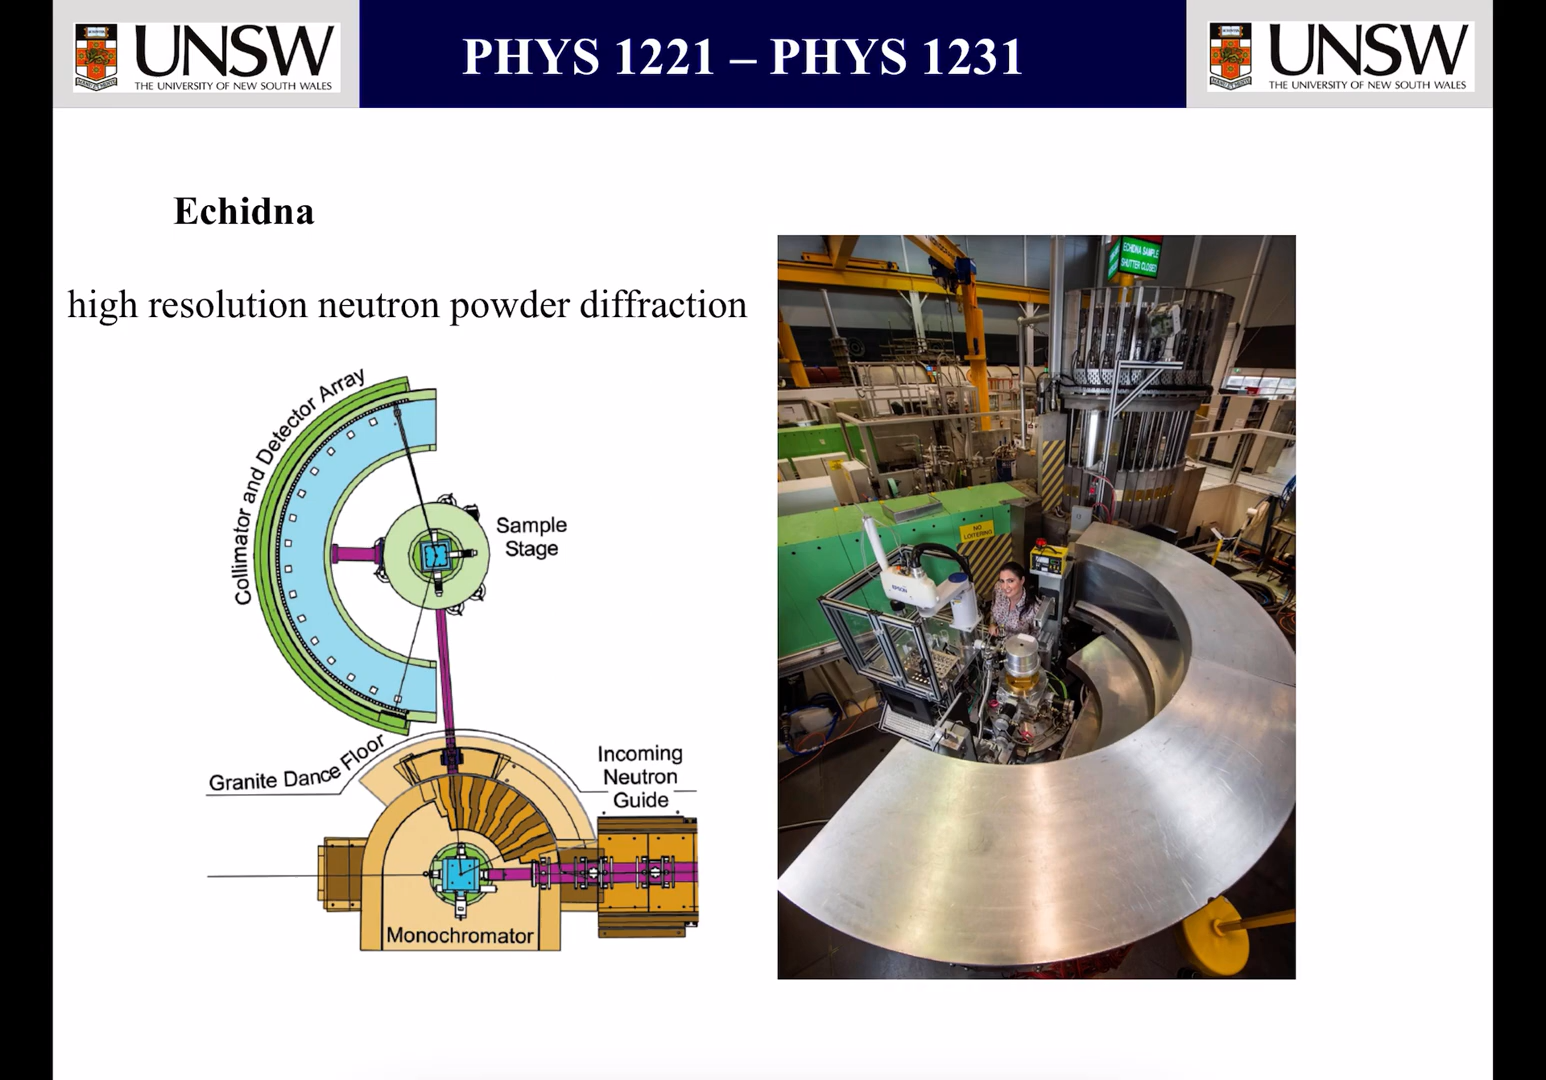 UNSW
THE UNIVERSITY OF NEW SOUTH WALES
PHYS 1221 – PHYS 1231
UNSW
THE UNIVERSITY OF NEW SOUTH WALES
Echidna
high resolution neutron powder diffraction
Collimator and Detector Array
Sample
Stage
Granite Dance Floor
Incoming
Neutron
Guide
Monochromator
ECHIDNA SAMPLE
SHUTTER CLOSED
NO
LOITERING
EPSON